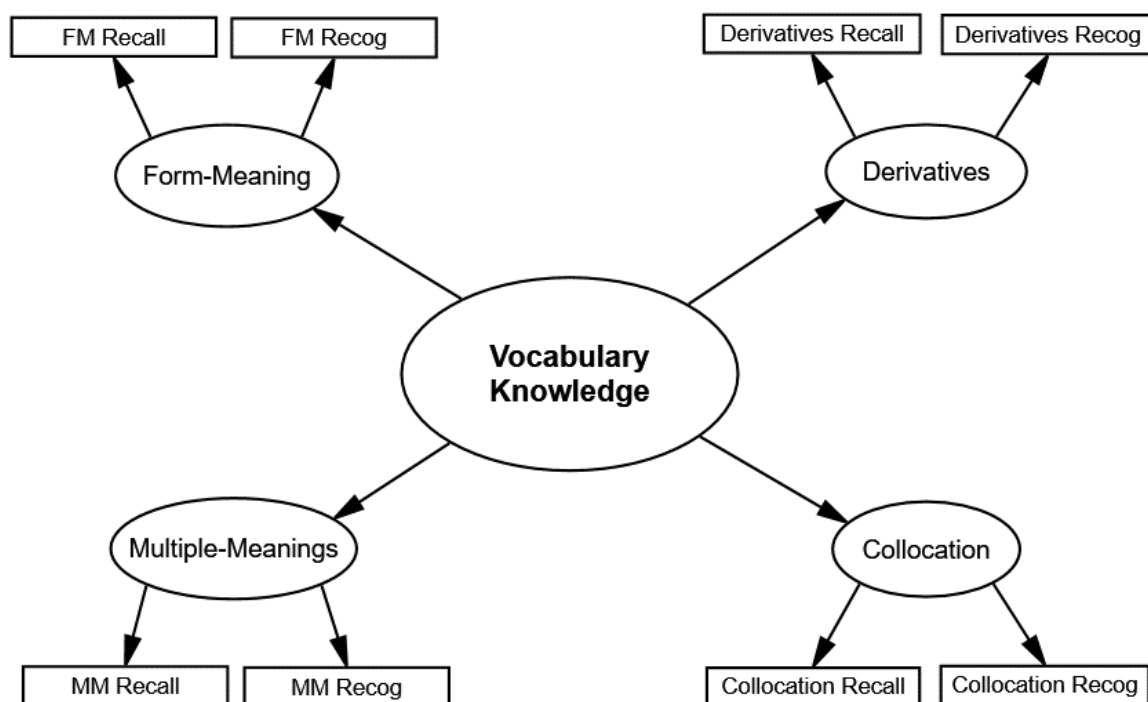 FM Recall
FM Recog
Derivatives Recall
Derivatives Recog
Form-Meaning
Derivatives
Vocabulary
Knowledge
Multiple-Meanings
Collocation
MM Recall
MM Recog
Collocation Recall
Collocation Recog